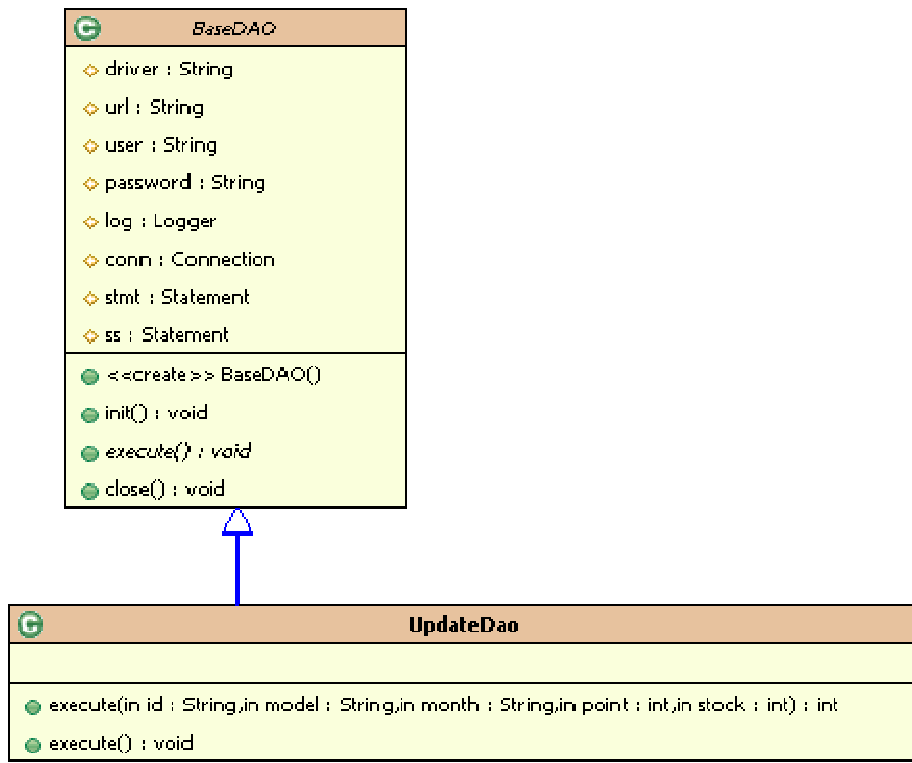 C BaseDAO
driver : String
url : String
user : String
password : String
log : Logger
conn : Connection
stmt : Statement
ss : Statement
<<create>> BaseDAO()
init() : void
execute() : void
close() : void
C UpdateDao
execute(in id : String,in model : String,in month : String,in point : int,in stock : int) : int
execute() : void